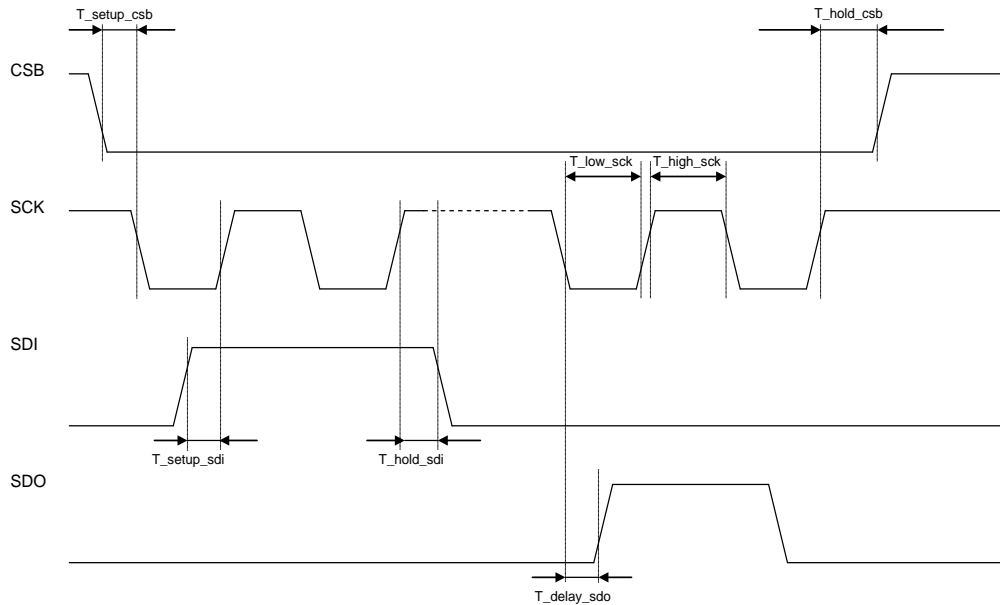 T_setup_csb
T_hold_csb
CSB
T_low_sck
T_high_sck
SCK
SDI
T_setup_sdi
T_hold_sdi
SDO
T_delay_sdo